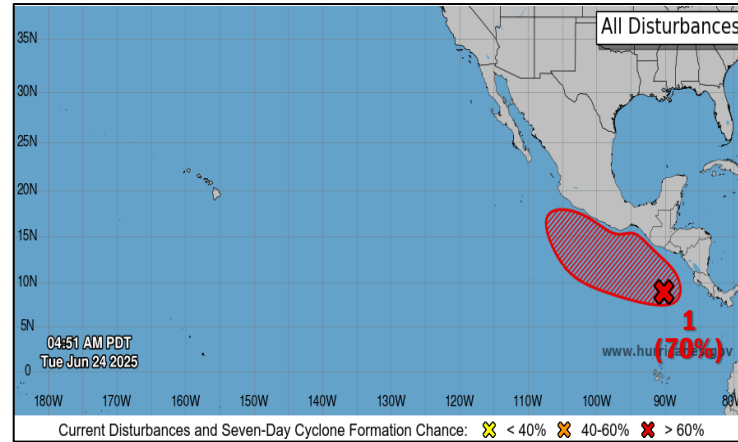 All Disturbances
35N
30N
25N
20N
15N
10N
5N
0
1
(70%)
www.hurricanes.gov
04:51 AM PDT
Tue Jun 24 2025
180W 170W 160W 150W 140W 130W 120W 110W 100W 90W 80W
Current Disturbances and Seven-Day Cyclone Formation Chance: < 40% 40-60% > 60%